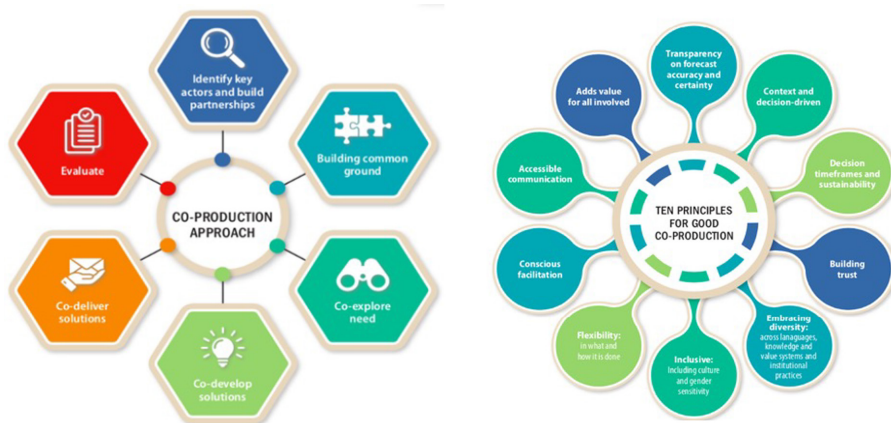 Identify key
actors and build
partnerships
Building common
ground
Co-explore
need
Co-develop
solutions
Co-deliver
solutions
Evaluate
CO-PRODUCTION
APPROACH
Transparency
on forecast
accuracy and
certainty
Context and
decision-driven
Decision
timeframes and
sustainability
Building
trust
Embracing
diversity:
across lanaguages,
knowledge and
value systems and
institutional
practices
Inclusive:
Including culture
and gender
sensitivity
Flexibility:
in what and
how it is done
Conscious
facilitation
Accessible
communication
Adds value
for all involved
TEN PRINCIPLES
FOR GOOD
CO-PRODUCTION